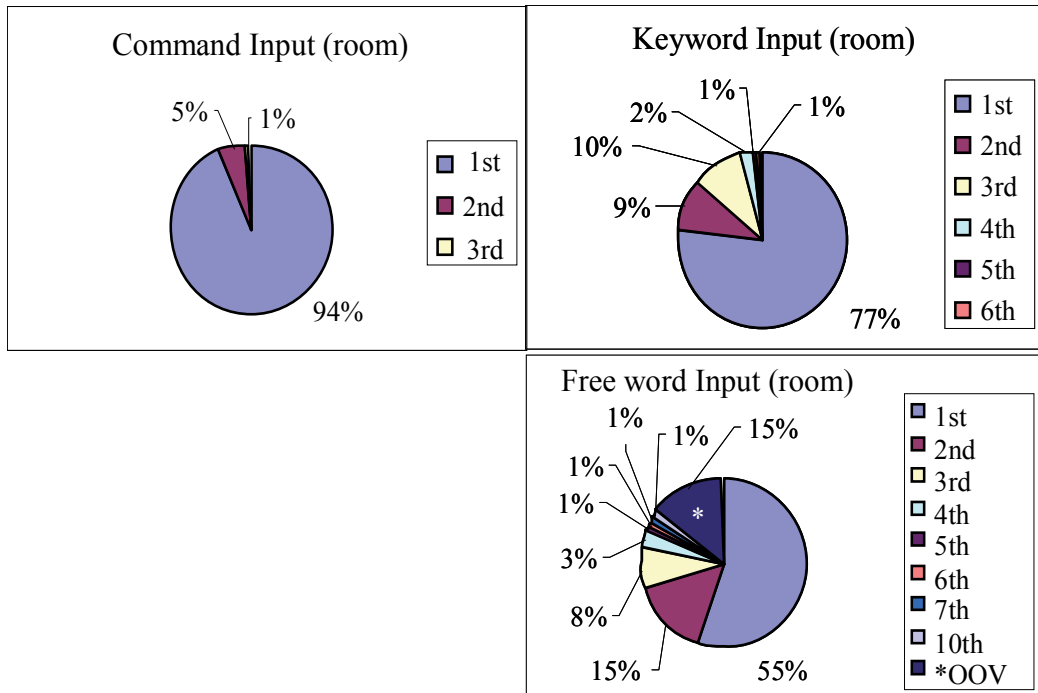 Command Input (room)
5%
1%
94%
1st
2nd
3rd
Keyword Input (room)
1%
1%
2%
10%
9%
77%
1st
2nd
3rd
4th
5th
6th
Free word Input (room)
1%
1%
15%
1%
1%
3%
8%
15%
55%
*
1st
2nd
3rd
4th
5th
6th
7th
10th
*OOV